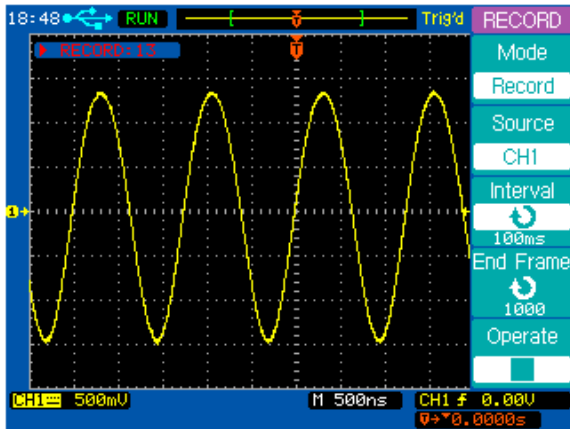 18:48 RUN T Trig'd RECORD
RECORD:13 T
Mode
Record
Source
CH1
Interval
100ms
End Frame
1000
Operate
1
CH1 500mV M 500ns CH1 0.00V
T→▼0.0000s